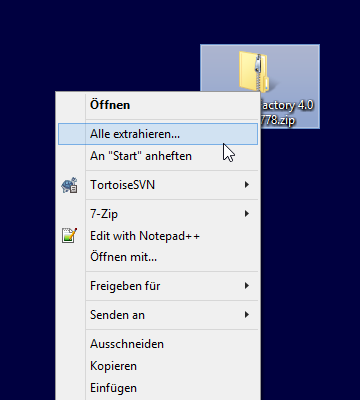 actory 4.0
778.zip
Öffnen
Alle extrahieren...
An "Start" anheften
TortoiseSVN
7-Zip
Edit with Notepad++
Öffnen mit...
Freigeben für
Senden an
Ausschneiden
Kopieren
Einfügen